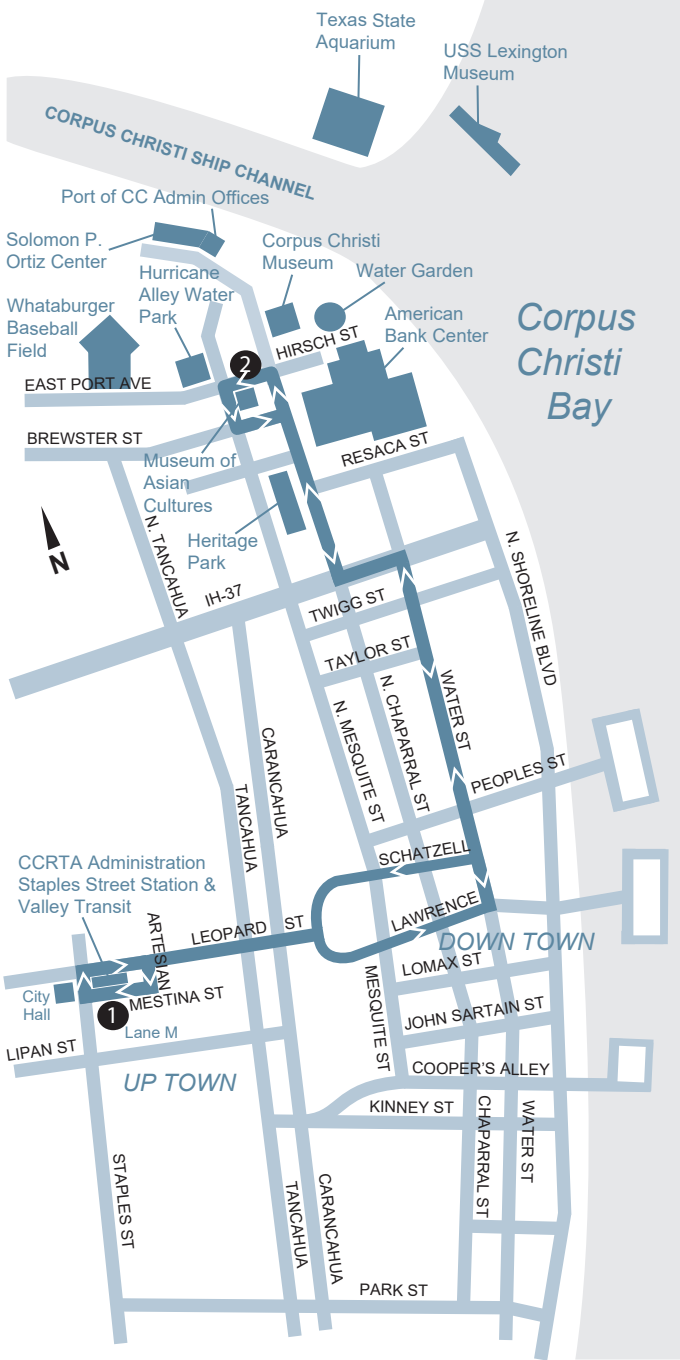 Texas State
Aquarium
USS Lexington
Museum
CORPUS CHRISTI SHIP CHANNEL
Port of CC Admin Offices
Solomon P.
Ortiz Center
Corpus Christi
Museum
Hurricane
Alley Water
Park
Water Garden
Whataburger
Baseball
Field
American
Bank Center
Corpus
Christi
Bay
HIRSCH ST
2
EAST PORT AVE
BREWSTER ST
RESACA ST
Museum of
Asian
Cultures
Heritage
Park
N
N. TANCAHUA
IH-37
N. SHORELINE BLVD
TWIGG ST
TAYLOR ST
WATER ST
N. CHAPARRAL ST
N. MESQUITE ST
CARANCAHUA
TANCAHUA
PEOPLES ST
SCHATZELL
CCRTA Administration
Staples Street Station &
Valley Transit
ARTESIAN
LEOPARD ST
LAWRENCE
DOWN TOWN
LOMAX ST
MESQUITE ST
City
Hall
MESTINA ST
1
Lane M
JOHN SARTAIN ST
LIPAN ST
UP TOWN
COOPER'S ALLEY
KINNEY ST
CHAPARRAL ST
WATER ST
STAPLES ST
TANCAHUA
CARANCAHUA
PARK ST